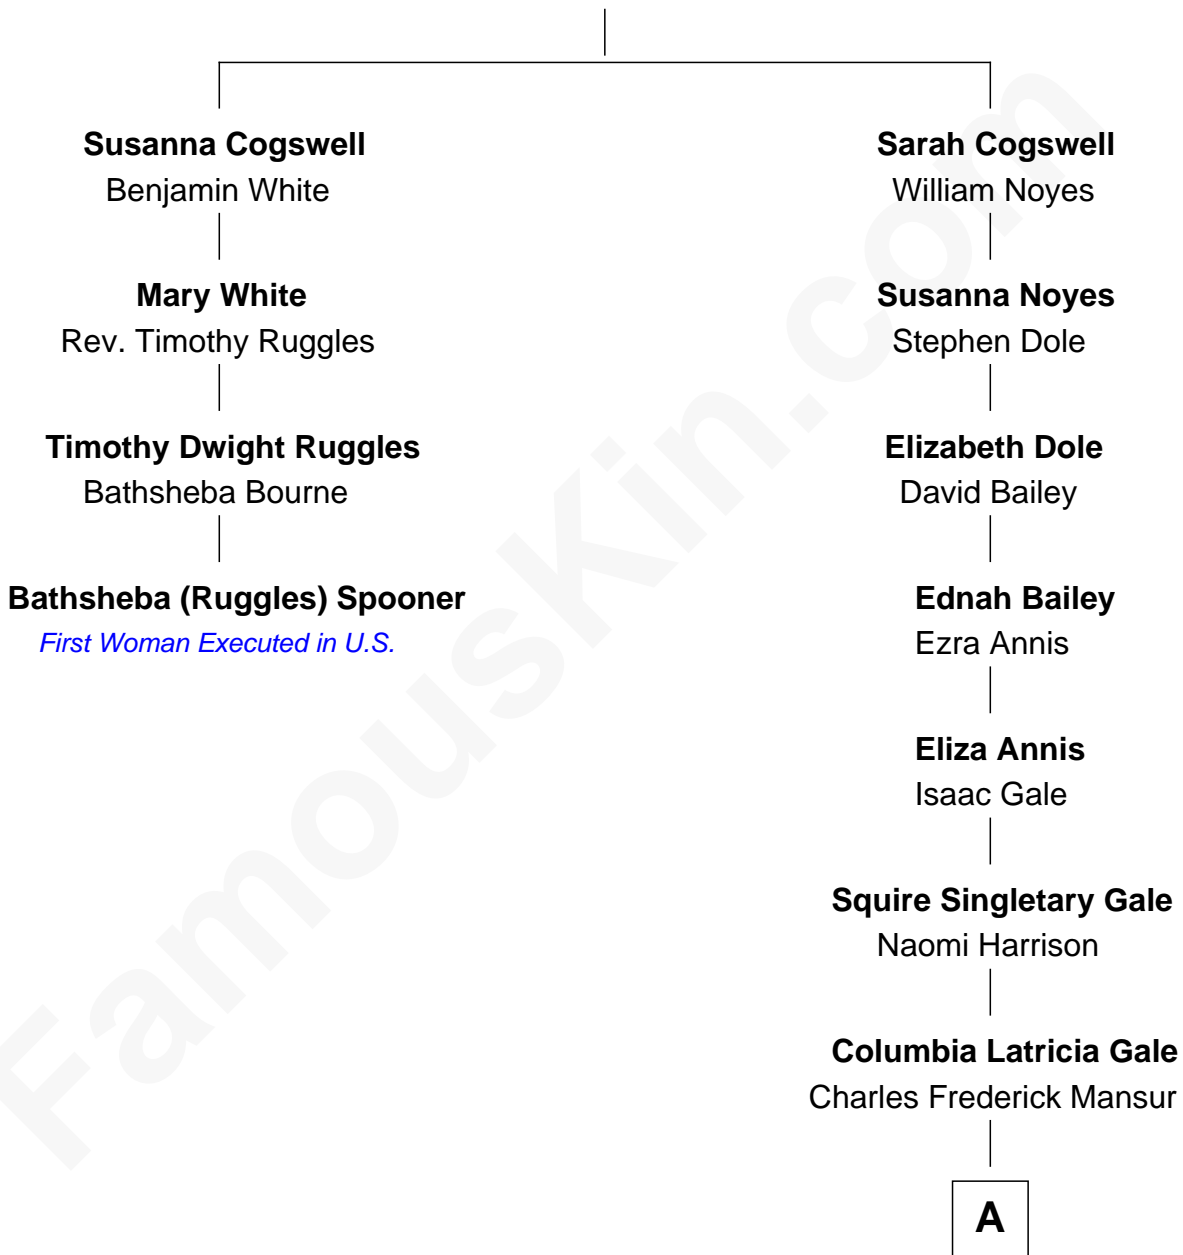 Susanna Cogswell
Benjamin White
Mary White
Rev. Timothy Ruggles
Timothy Dwight Ruggles
Bathsheba Bourne
Bathsheba (Ruggles) Spooner
First Woman Executed in U.S.
Sarah Cogswell
William Noyes
Susanna Noyes
Stephen Dole
Elizabeth Dole
David Bailey
Ednah Bailey
Ezra Annis
Eliza Annis
Isaac Gale
Squire Singletary Gale
Naomi Harrison
Columbia Latricia Gale
Charles Frederick Mansur
A
FamousKin.com